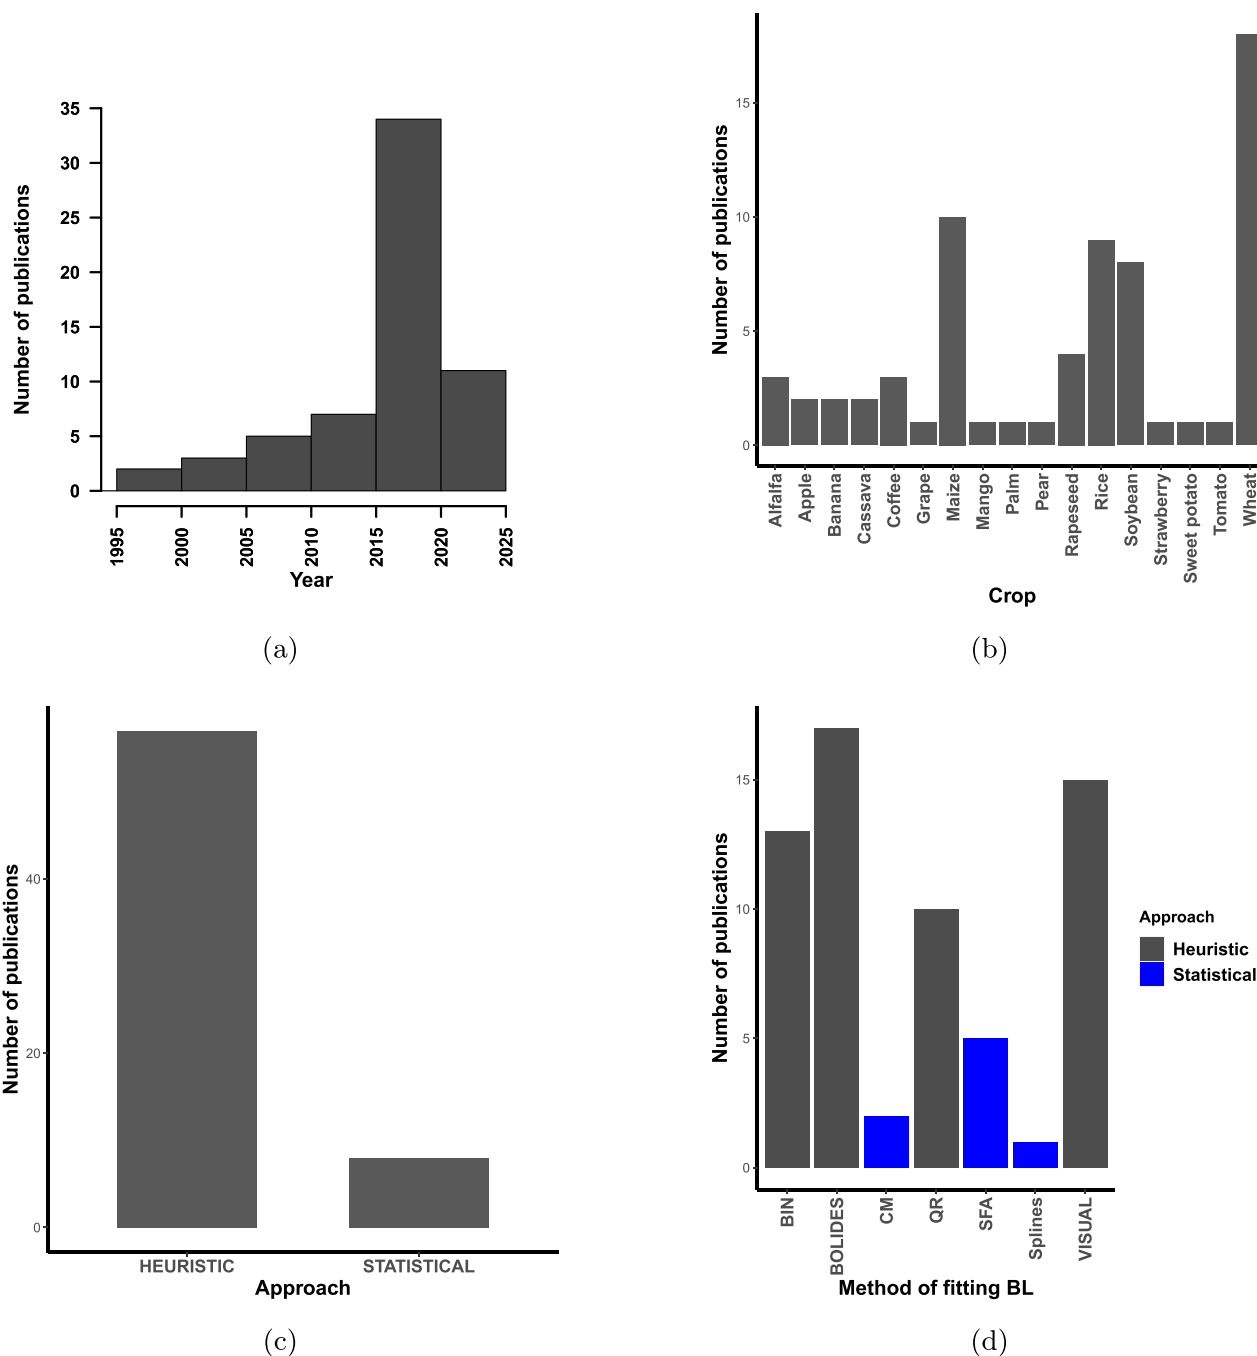 35
30
25
20
15
10
5
0
Number of publications
1995
2000
2005
2010
2015
2020
2025
Year
(a)
15
10
5
0
Number of publications
Alfalfa
Apple
Banana
Cassava
Coffee
Grape
Maize
Mango
Palm
Pear
Rapeseed
Rice
Soybean
Strawberry
Sweet potato
Tomato
Wheat
Crop
(b)
40
20
0
Number of publications
HEURISTIC
STATISTICAL
Approach
(c)
15
10
5
0
Number of publications
BIN
BOLIDES
CM
QR
SFA
Splines
VISUAL
Method of fitting BL
Approach
Heuristic
Statistical
(d)